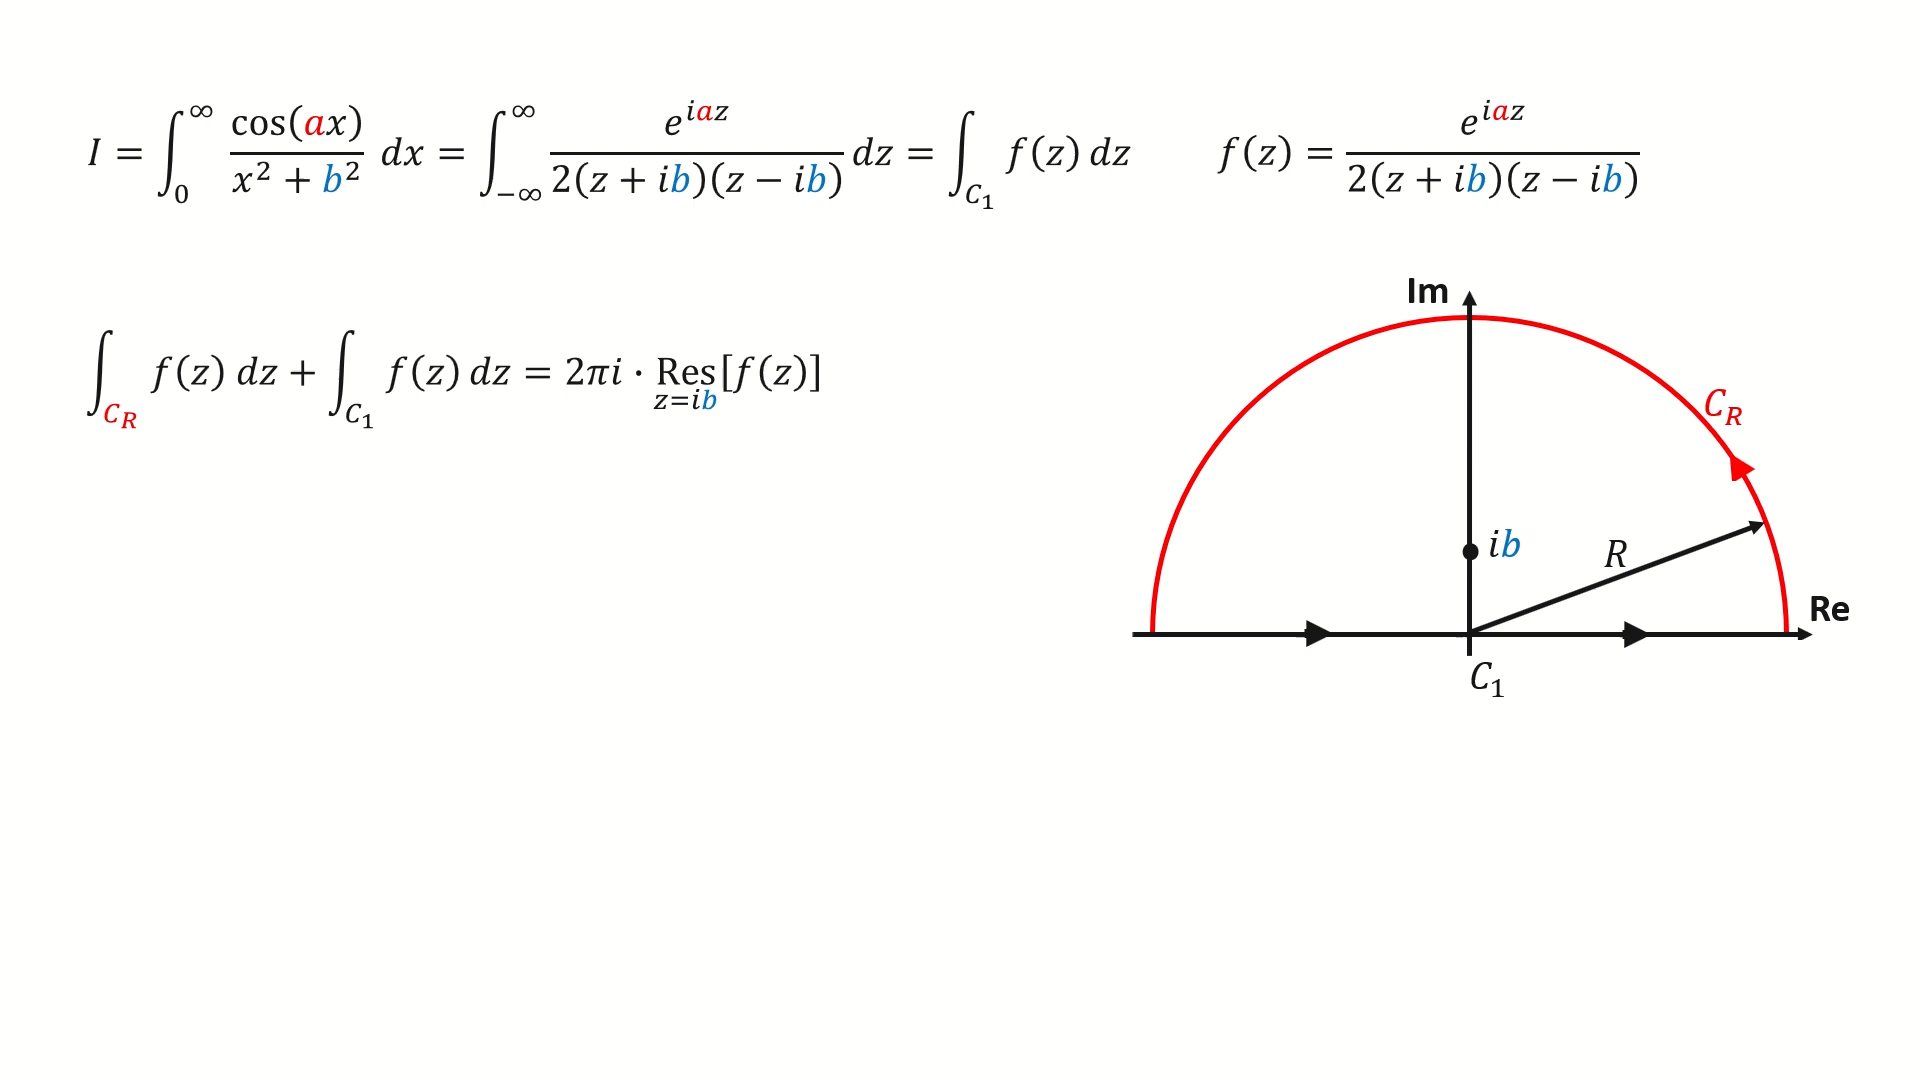 I = ∫₀^∞ cos(ax)/(x² + b²) dx = ∫_{-∞}^∞ e^{iaz}/(2(z + ib)(z − ib)) dz = ∫_{C₁} f(z) dz    f(z) = e^{iaz}/(2(z + ib)(z − ib))
∫_{C_R} f(z) dz + ∫_{C₁} f(z) dz = 2πi · Res_{z=ib}[f(z)]
Im
C_R
ib
R
Re
C₁